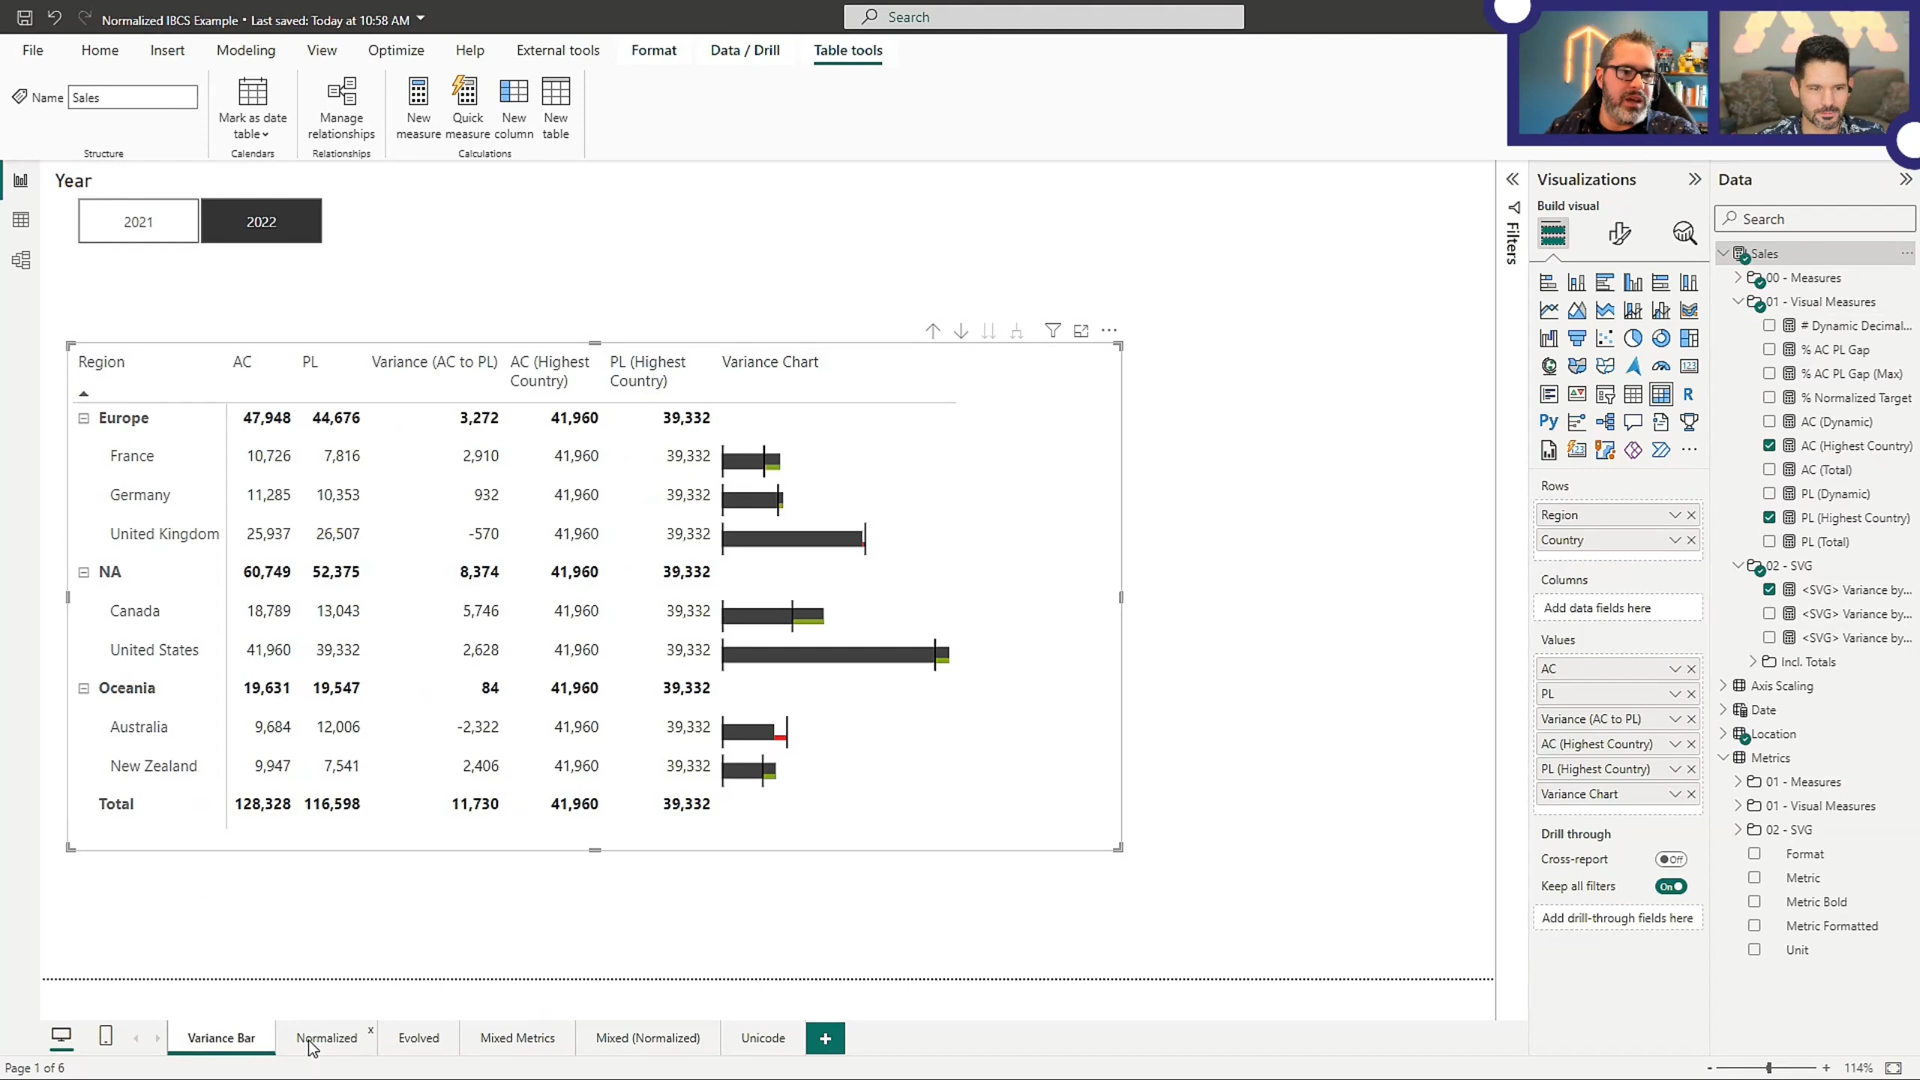 Normalized IBCS Example • Last saved: Today at 10:58 AM
Search
File Home Insert Modeling View Optimize Help External tools Format Data / Drill Table tools
Name Sales
Mark as date table
Manage relationships
New measure
Quick measure
New column
New table
Structure Calendars Relationships Calculations
Year
2021 2022
Region AC PL Variance (AC to PL) AC (Highest Country) PL (Highest Country) Variance Chart
Europe 47,948 44,676 3,272 41,960 39,332
France 10,726 7,816 2,910 41,960 39,332
Germany 11,285 10,353 932 41,960 39,332
United Kingdom 25,937 26,507 -570 41,960 39,332
NA 60,749 52,375 8,374 41,960 39,332
Canada 18,789 13,043 5,746 41,960 39,332
United States 41,960 39,332 2,628 41,960 39,332
Oceania 19,631 19,547 84 41,960 39,332
Australia 9,684 12,006 -2,322 41,960 39,332
New Zealand 9,947 7,541 2,406 41,960 39,332
Total 128,328 116,598 11,730 41,960 39,332
Filters
Visualizations
Build visual
R
Py
123
Rows
Region
Country
Columns
Add data fields here
Values
AC
PL
Variance (AC to PL)
AC (Highest Country)
PL (Highest Country)
Variance Chart
Drill through
Cross-report Off
Keep all filters On
Add drill-through fields here
Data
Search
Sales
00 - Measures
01 - Visual Measures
# Dynamic Decimal...
% AC PL Gap
% AC PL Gap (Max)
% Normalized Target
AC (Dynamic)
AC (Highest Country)
AC (Total)
PL (Dynamic)
PL (Highest Country)
PL (Total)
02 - SVG
<SVG> Variance by...
<SVG> Variance by...
<SVG> Variance by...
Incl. Totals
Axis Scaling
Date
Location
Metrics
01 - Measures
01 - Visual Measures
02 - SVG
Format
Metric
Metric Bold
Metric Formatted
Unit
Variance Bar Normalized x Evolved Mixed Metrics Mixed (Normalized) Unicode +
Page 1 of 6
- + 114%